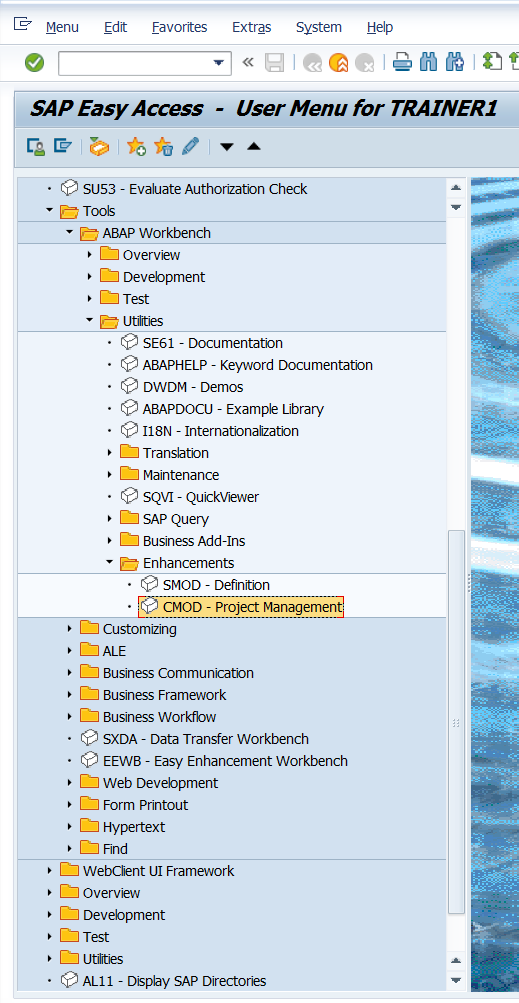 Menu Edit Favorites Extras System Help
SAP Easy Access - User Menu for TRAINER1
SU53 - Evaluate Authorization Check
Tools
ABAP Workbench
Overview
Development
Test
Utilities
SE61 - Documentation
ABAPHELP - Keyword Documentation
DWDM - Demos
ABAPDOCU - Example Library
I18N - Internationalization
Translation
Maintenance
SQVI - QuickViewer
SAP Query
Business Add-Ins
Enhancements
SMOD - Definition
CMOD - Project Management
Customizing
ALE
Business Communication
Business Framework
Business Workflow
SXDA - Data Transfer Workbench
EEWB - Easy Enhancement Workbench
Web Development
Form Printout
Hypertext
Find
WebClient UI Framework
Overview
Development
Test
Utilities
AL11 - Display SAP Directories